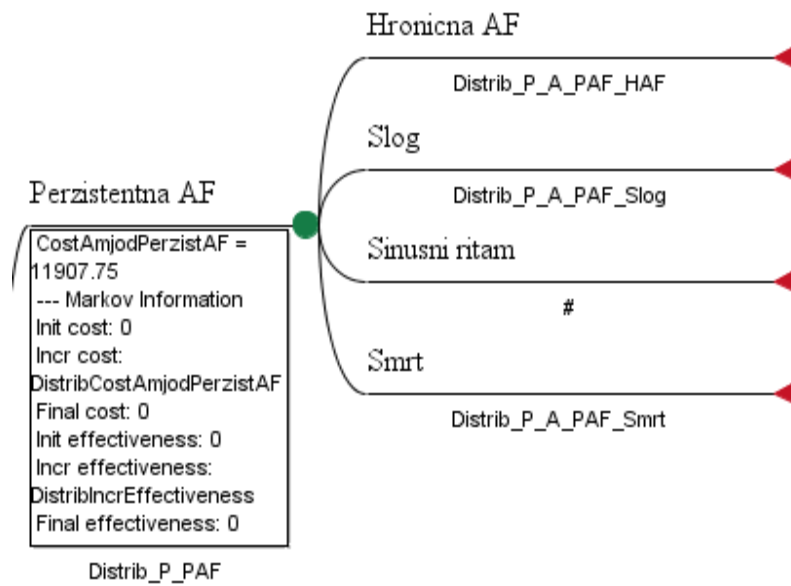 Hronicna AF
Distrib_P_A_PAF_HAF
Slog
Distrib_P_A_PAF_Slog
Perzistentna AF
CostAmjodPerzistAF =
11907.75
--- Markov Information
Init cost: 0
Incr cost:
DistribCostAmjodPerzistAF
Final cost: 0
Init effectiveness: 0
Incr effectiveness:
DistribIncrEffectiveness
Final effectiveness: 0
Distrib_P_PAF
Sinusni ritam
#
Smrt
Distrib_P_A_PAF_Smrt